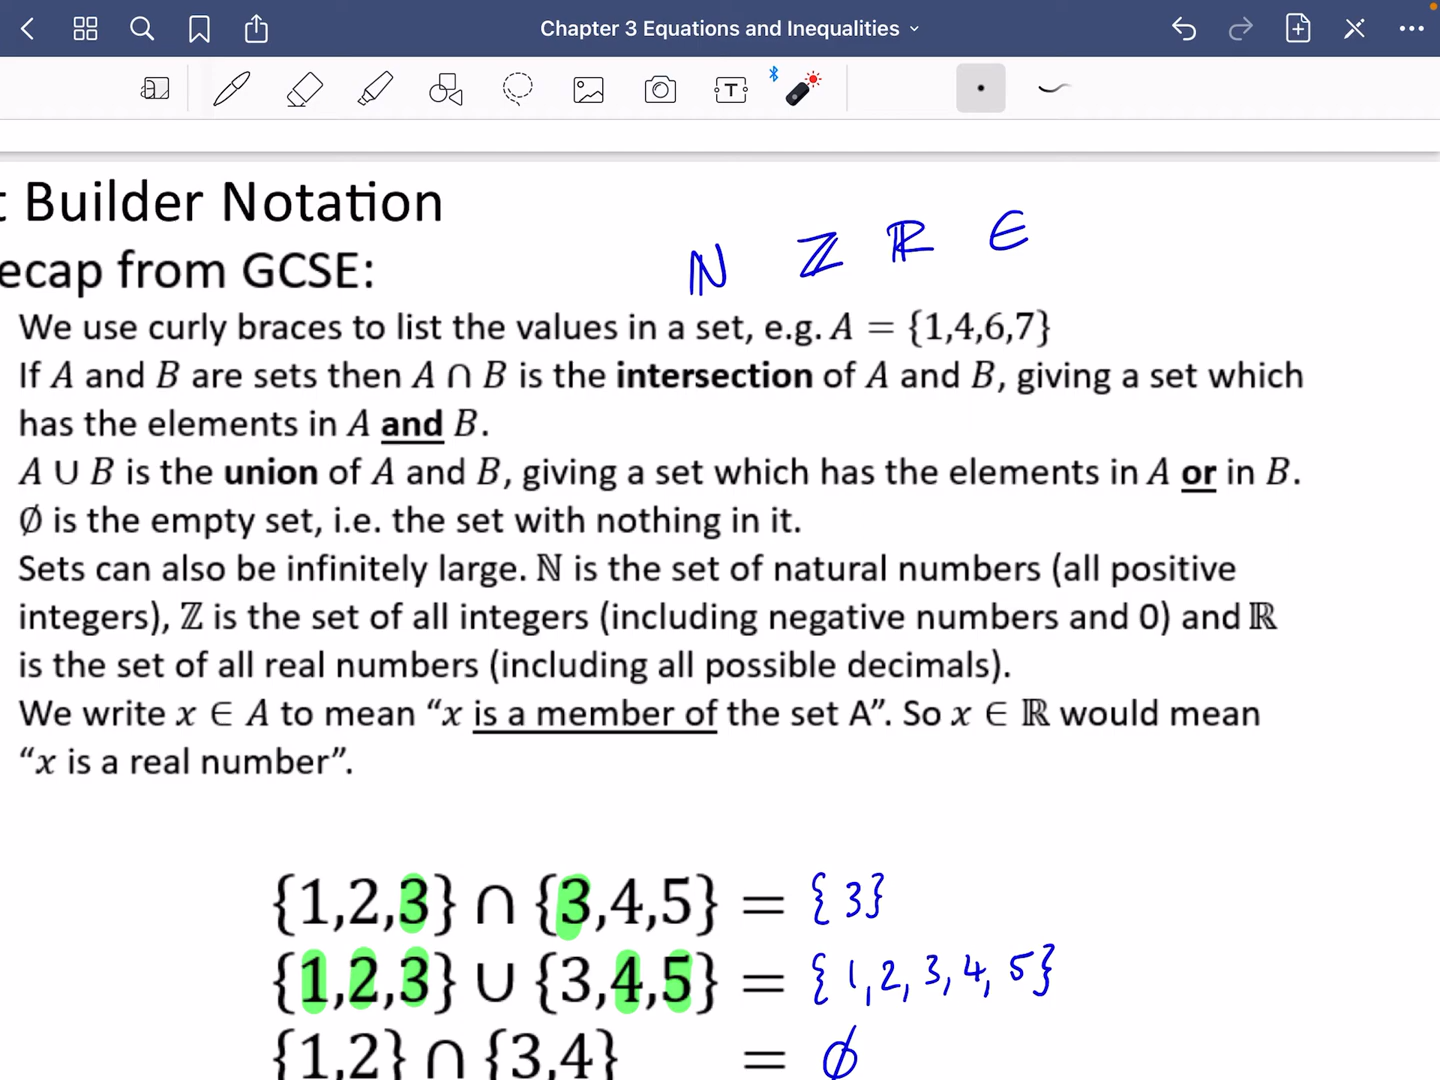 Chapter 3 Equations and Inequalities
T
t Builder Notation
ecap from GCSE:
ℕ ℤ ℝ ∈
We use curly braces to list the values in a set, e.g. A = {1,4,6,7}
If A and B are sets then A ∩ B is the intersection of A and B, giving a set which
has the elements in A and B.
A ∪ B is the union of A and B, giving a set which has the elements in A or in B.
∅ is the empty set, i.e. the set with nothing in it.
Sets can also be infinitely large. ℕ is the set of natural numbers (all positive
integers), ℤ is the set of all integers (including negative numbers and 0) and ℝ
is the set of all real numbers (including all possible decimals).
We write x ∈ A to mean “x is a member of the set A”. So x ∈ ℝ would mean
“x is a real number”.
{1,2,3} ∩ {3,4,5} = {3}
{1,2,3} ∪ {3,4,5} = {1,2,3,4,5}
{1,2} ∩ {3,4} = ∅